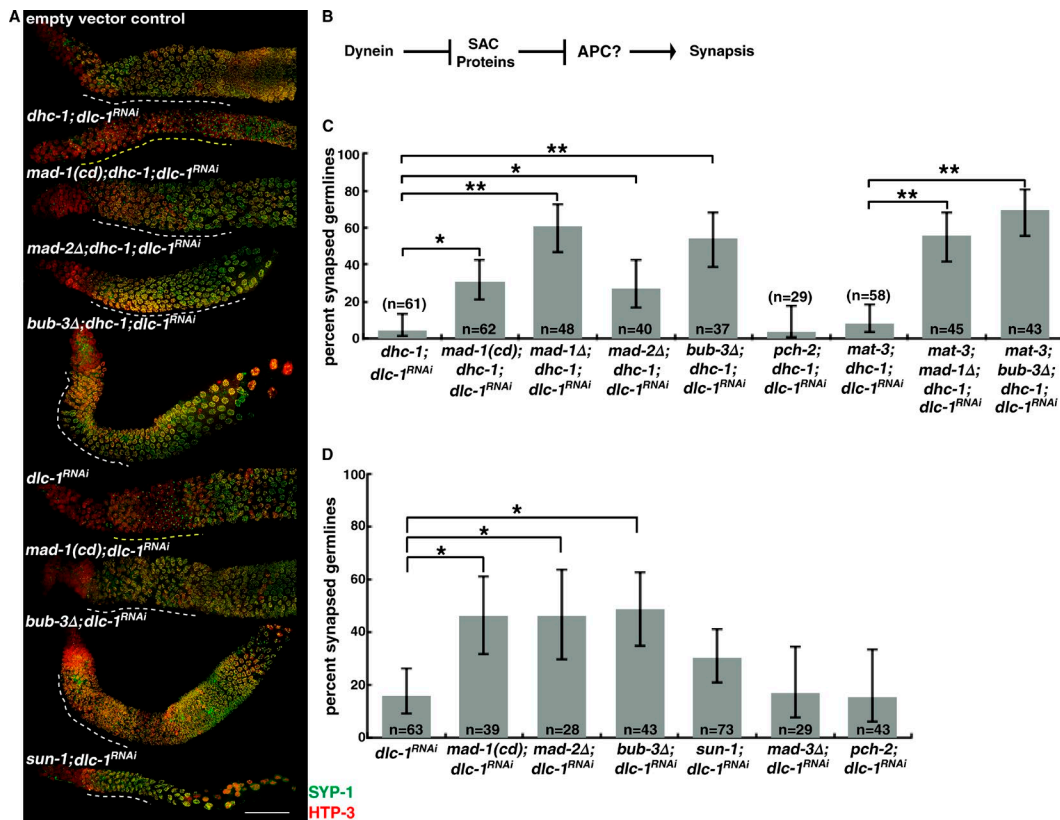 A
empty vector control
dhc-1;dlc-1RNAi
mad-1(cd);dhc-1;dlc-1RNAi
mad-2Δ;dhc-1;dlc-1RNAi
bub-3Δ;dhc-1;dlc-1RNAi
dlc-1RNAi
mad-1(cd);dlc-1RNAi
bub-3Δ;dlc-1RNAi
sun-1;dlc-1RNAi
SYP-1
HTP-3
B
Dynein
SAC
Proteins
APC?
Synapsis
C
percent synapsed germlines
100
80
60
40
20
0
**
*
**
*
**
**
(n=61)
n=62
n=48
n=40
n=37
(n=29)
(n=58)
n=45
n=43
dhc-1;
dlc-1RNAi
mad-1(cd);
dhc-1;
dlc-1RNAi
mad-1Δ;
dhc-1;
dlc-1RNAi
mad-2Δ;
dhc-1;
dlc-1RNAi
bub-3Δ;
dhc-1;
dlc-1RNAi
pch-2;
dhc-1;
dlc-1RNAi
mat-3;
dhc-1;
dlc-1RNAi
mat-3;
mad-1Δ;
dhc-1;
dlc-1RNAi
mat-3;
bub-3Δ;
dhc-1;
dlc-1RNAi
D
percent synapsed germlines
100
80
60
40
20
0
*
*
*
n=63
n=39
n=28
n=43
n=73
n=29
n=43
dlc-1RNAi
mad-1(cd);
dlc-1RNAi
mad-2Δ;
dlc-1RNAi
bub-3Δ;
dlc-1RNAi
sun-1;
dlc-1RNAi
mad-3Δ;
dlc-1RNAi
pch-2;
dlc-1RNAi